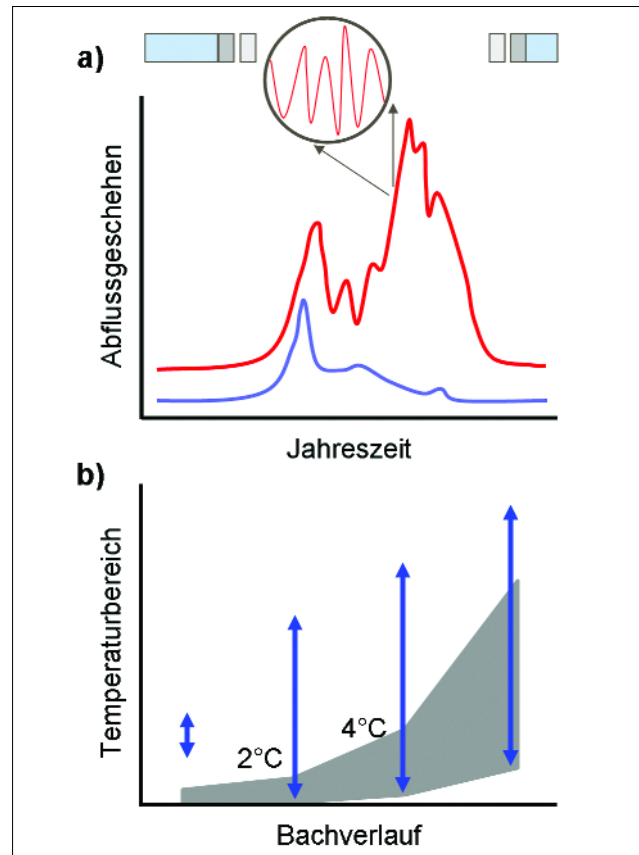 a)
Abflussgeschehen
Jahreszeit
b)
Temperaturbereich
2°C
4°C
Bachverlauf